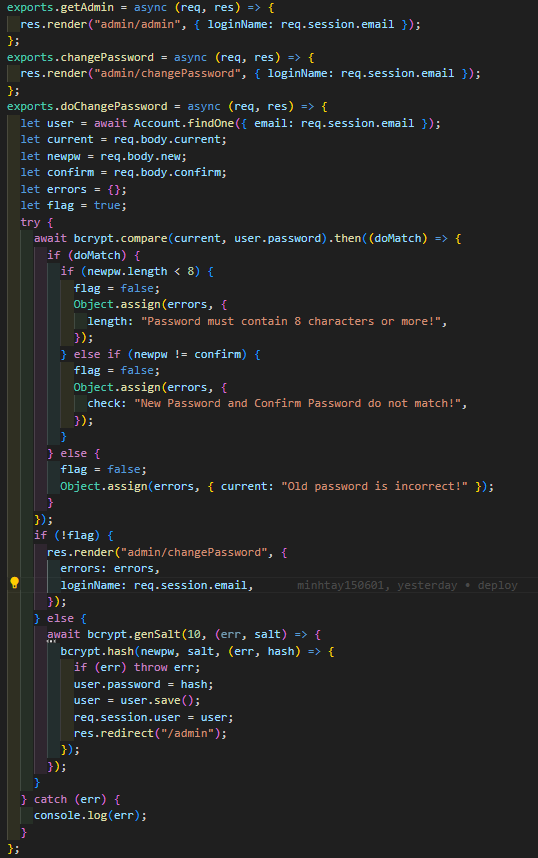 exports.getAdmin = async (req, res) => {
  res.render("admin/admin", { loginName: req.session.email });
};
exports.changePassword = async (req, res) => {
  res.render("admin/changePassword", { loginName: req.session.email });
};
exports.doChangePassword = async (req, res) => {
  let user = await Account.findOne({ email: req.session.email });
  let current = req.body.current;
  let newpw = req.body.new;
  let confirm = req.body.confirm;
  let errors = {};
  let flag = true;
  try {
    await bcrypt.compare(current, user.password).then((doMatch) => {
      if (doMatch) {
        if (newpw.length < 8) {
          flag = false;
          Object.assign(errors, {
            length: "Password must contain 8 characters or more!",
          });
        } else if (newpw != confirm) {
          flag = false;
          Object.assign(errors, {
            check: "New Password and Confirm Password do not match!",
          });
        }
      } else {
        flag = false;
        Object.assign(errors, { current: "Old password is incorrect!" });
      }
    });
    if (!flag) {
      res.render("admin/changePassword", {
        errors: errors,
        loginName: req.session.email,      minhtay150601, yesterday • deploy
      });
    } else {
      await bcrypt.genSalt(10, (err, salt) => {
        bcrypt.hash(newpw, salt, (err, hash) => {
          if (err) throw err;
          user.password = hash;
          user = user.save();
          req.session.user = user;
          res.redirect("/admin");
        });
      });
    }
  } catch (err) {
    console.log(err);
  }
};